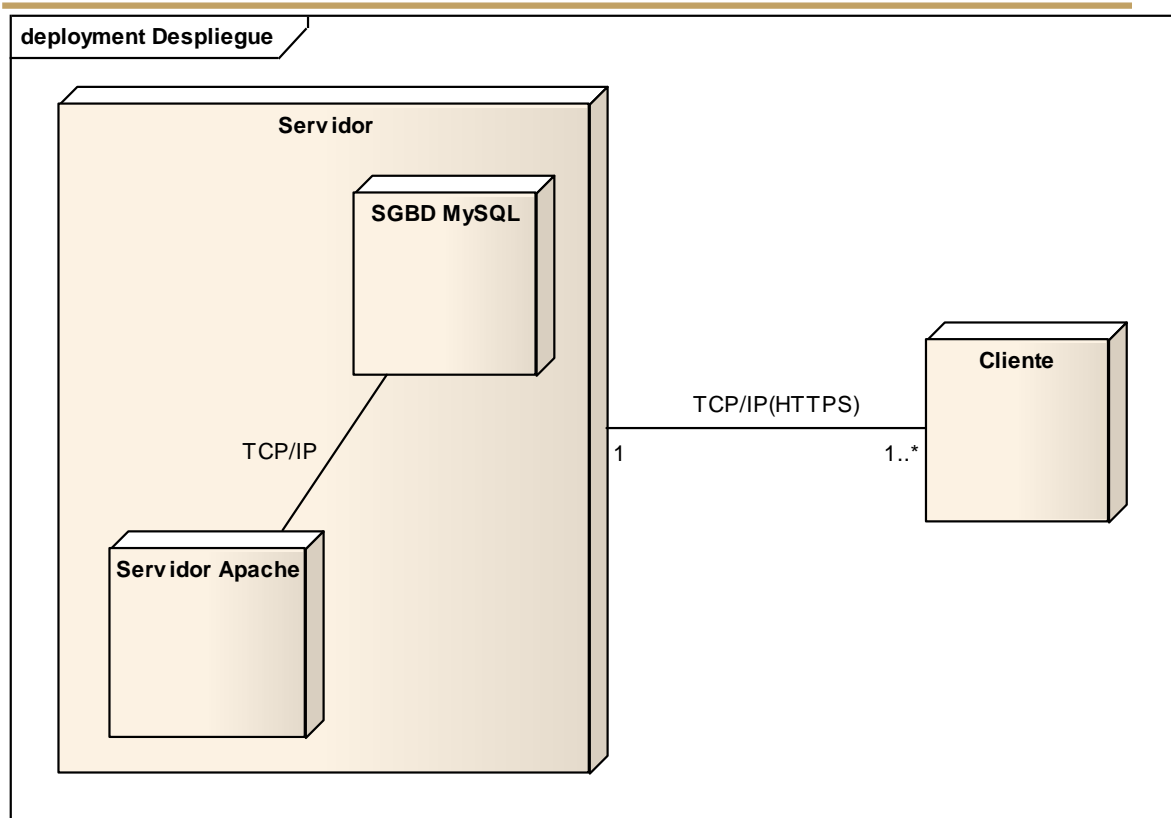 deployment Despliegue
Servidor
SGBD MySQL
Cliente
TCP/IP(HTTPS)
TCP/IP
1
1..*
Servidor Apache